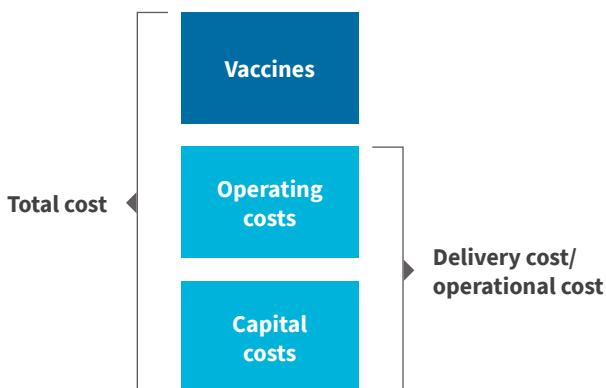 Vaccines
Total cost
Operating
costs
Delivery cost/
operational cost
Capital
costs